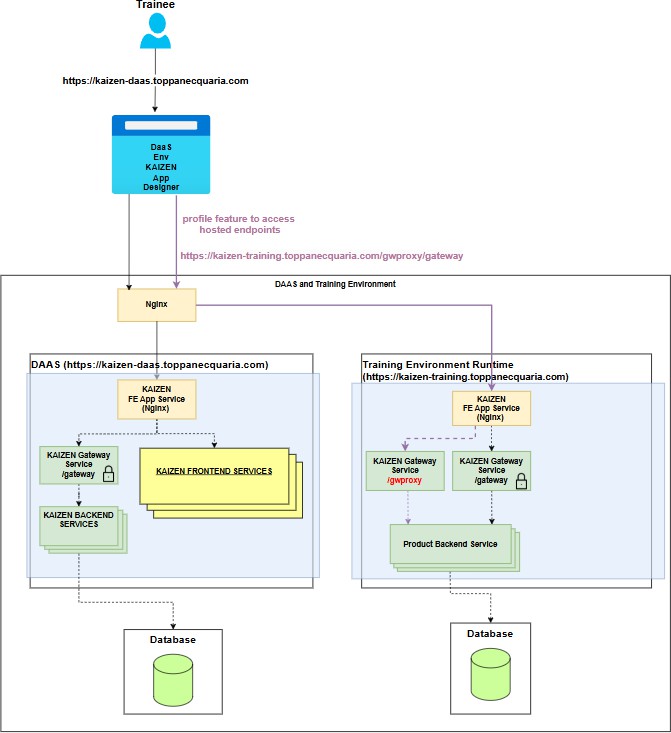 Trainee
https://kaizen-daas.toppanecquaria.com
DaaS
Env
KAIZEN
App
Designer
profile feature to access
hosted endpoints
https://kaizen-training.toppanecquaria.com/gwproxy/gateway
DAAS and Training Environment
Nginx
DAAS (https://kaizen-daas.toppanecquaria.com)
KAIZEN
FE App Service
(Nginx)
KAIZEN Gateway
Service
/gateway
KAIZEN FRONTEND SERVICES
KAIZEN BACKEND
SERVICES
Database
Training Environment Runtime
(https://kaizen-training.toppanecquaria.com)
KAIZEN
FE App Service
(Nginx)
KAIZEN Gateway
Service
/gwproxy
KAIZEN Gateway
Service
/gateway
Product Backend Service
Database